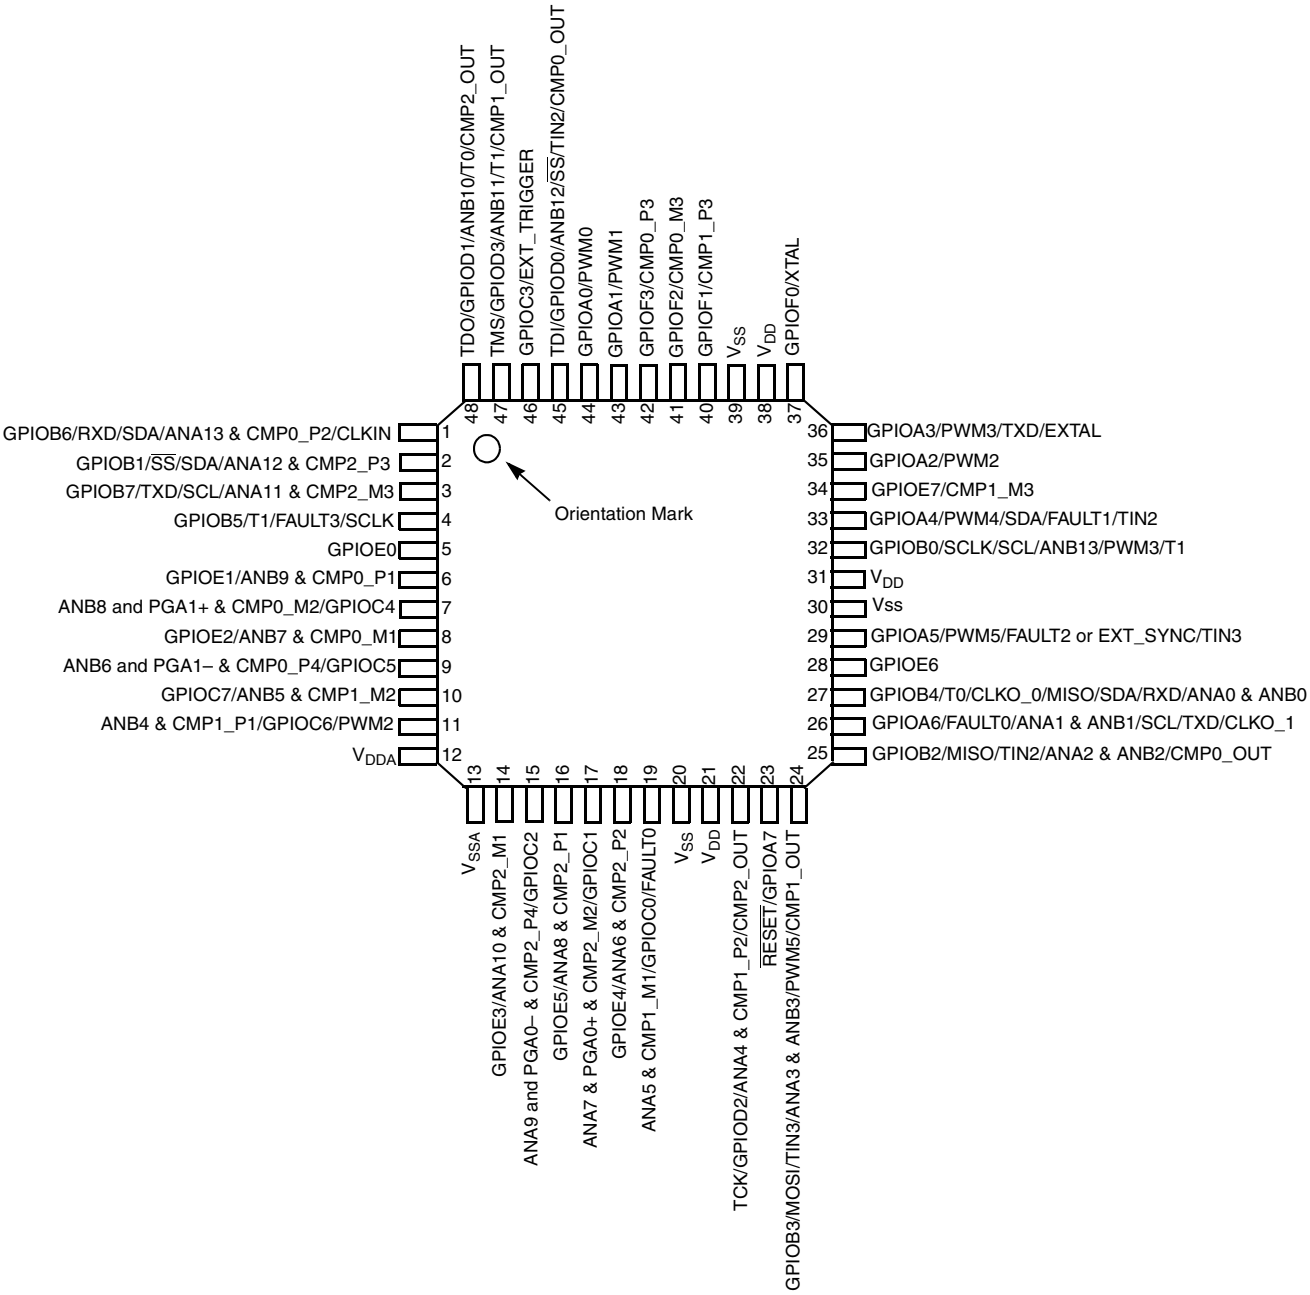 TDO/GPIOD1/ANB10/T0/CMP2_OUT
TMS/GPIOD3/ANB11/T1/CMP1_OUT
GPIOC3/EXT_TRIGGER
TDI/GPIOD0/ANB12/S̅S̅/TIN2/CMP0_OUT
GPIOA0/PWM0
GPIOA1/PWM1
GPIOF3/CMP0_P3
GPIOF2/CMP0_M3
GPIOF1/CMP1_P3
VSS
VDD
GPIOF0/XTAL
48 47 46 45 44 43 42 41 40 39 38 37
GPIOB6/RXD/SDA/ANA13 & CMP0_P2/CLKIN 1
GPIOB1/S̅S̅/SDA/ANA12 & CMP2_P3 2
GPIOB7/TXD/SCL/ANA11 & CMP2_M3 3
GPIOB5/T1/FAULT3/SCLK 4
GPIOE0 5
GPIOE1/ANB9 & CMP0_P1 6
ANB8 and PGA1+ & CMP0_M2/GPIOC4 7
GPIOE2/ANB7 & CMP0_M1 8
ANB6 and PGA1– & CMP0_P4/GPIOC5 9
GPIOC7/ANB5 & CMP1_M2 10
ANB4 & CMP1_P1/GPIOC6/PWM2 11
VDDA 12
Orientation Mark
36 GPIOA3/PWM3/TXD/EXTAL
35 GPIOA2/PWM2
34 GPIOE7/CMP1_M3
33 GPIOA4/PWM4/SDA/FAULT1/TIN2
32 GPIOB0/SCLK/SCL/ANB13/PWM3/T1
31 VDD
30 Vss
29 GPIOA5/PWM5/FAULT2 or EXT_SYNC/TIN3
28 GPIOE6
27 GPIOB4/T0/CLKO_0/MISO/SDA/RXD/ANA0 & ANB0
26 GPIOA6/FAULT0/ANA1 & ANB1/SCL/TXD/CLKO_1
25 GPIOB2/MISO/TIN2/ANA2 & ANB2/CMP0_OUT
13 14 15 16 17 18 19 20 21 22 23 24
VSSA
GPIOE3/ANA10 & CMP2_M1
ANA9 and PGA0– & CMP2_P4/GPIOC2
GPIOE5/ANA8 & CMP2_P1
ANA7 & PGA0+ & CMP2_M2/GPIOC1
GPIOE4/ANA6 & CMP2_P2
ANA5 & CMP1_M1/GPIOC0/FAULT0
VSS
VDD
TCK/GPIOD2/ANA4 & CMP1_P2/CMP2_OUT
R̅E̅S̅E̅T̅/GPIOA7
GPIOB3/MOSI/TIN3/ANA3 & ANB3/PWM5/CMP1_OUT